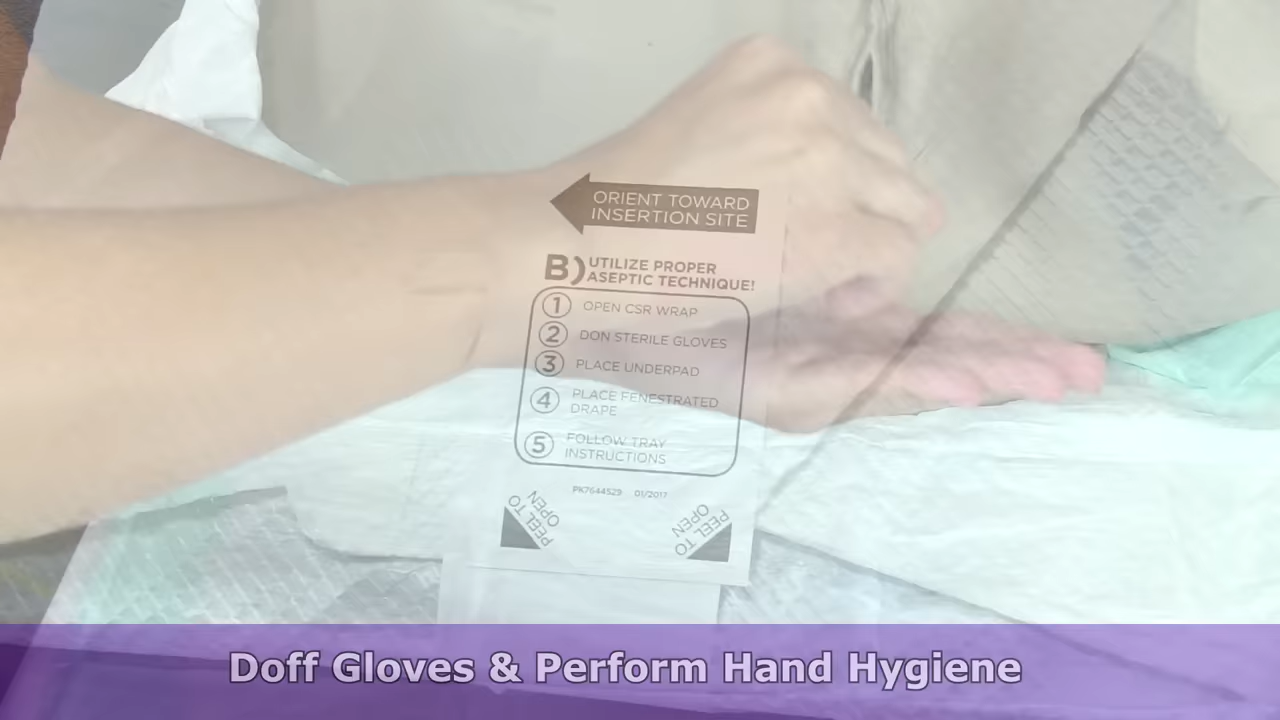 ORIENT TOWARD
INSERTION SITE
B) UTILIZE PROPER
ASEPTIC TECHNIQUE!
1 OPEN CSR WRAP
2 DON STERILE GLOVES
3 PLACE UNDERPAD
4 PLACE FENESTRATED
DRAPE
5 FOLLOW TRAY
INSTRUCTIONS
PK7644529 01/2017
PEEL TO
OPEN
PEEL TO
OPEN
Doff Gloves & Perform Hand Hygiene